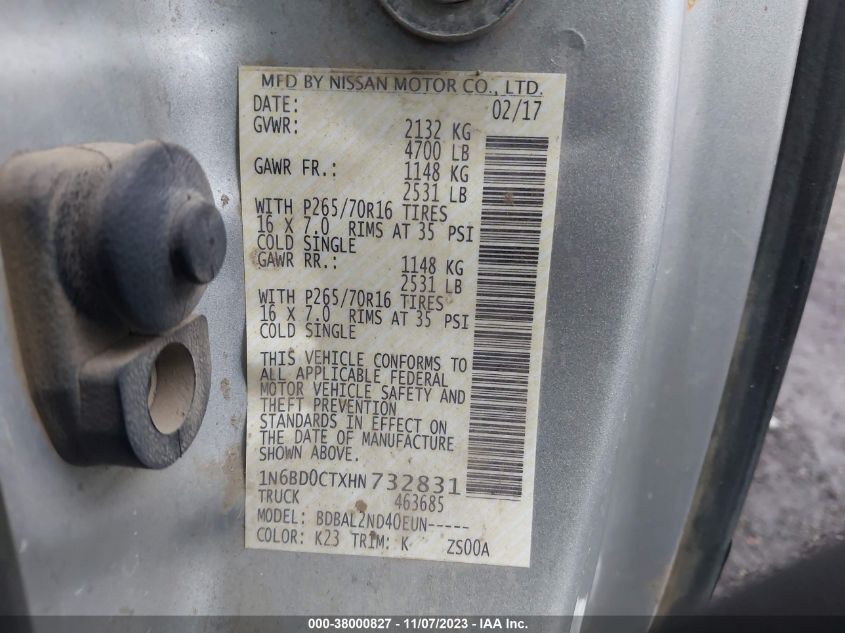 MFD BY NISSAN MOTOR CO., LTD.
DATE: 02/17
GVWR: 2132 KG
4700 LB
GAWR FR.: 1148 KG
2531 LB
WITH P265/70R16 TIRES
16 X 7.0 RIMS AT 35 PSI
COLD SINGLE
GAWR RR.: 1148 KG
2531 LB
WITH P265/70R16 TIRES
16 X 7.0 RIMS AT 35 PSI
COLD SINGLE
THIS VEHICLE CONFORMS TO
ALL APPLICABLE FEDERAL
MOTOR VEHICLE SAFETY AND
THEFT PREVENTION
STANDARDS IN EFFECT ON
THE DATE OF MANUFACTURE
SHOWN ABOVE.
1N6BD0CTXHN732831
TRUCK 463685
MODEL: BDBAL2ND40EUN-----
COLOR: K23 TRIM: K ZS00A
000-38000827 - 11/07/2023 - IAA Inc.